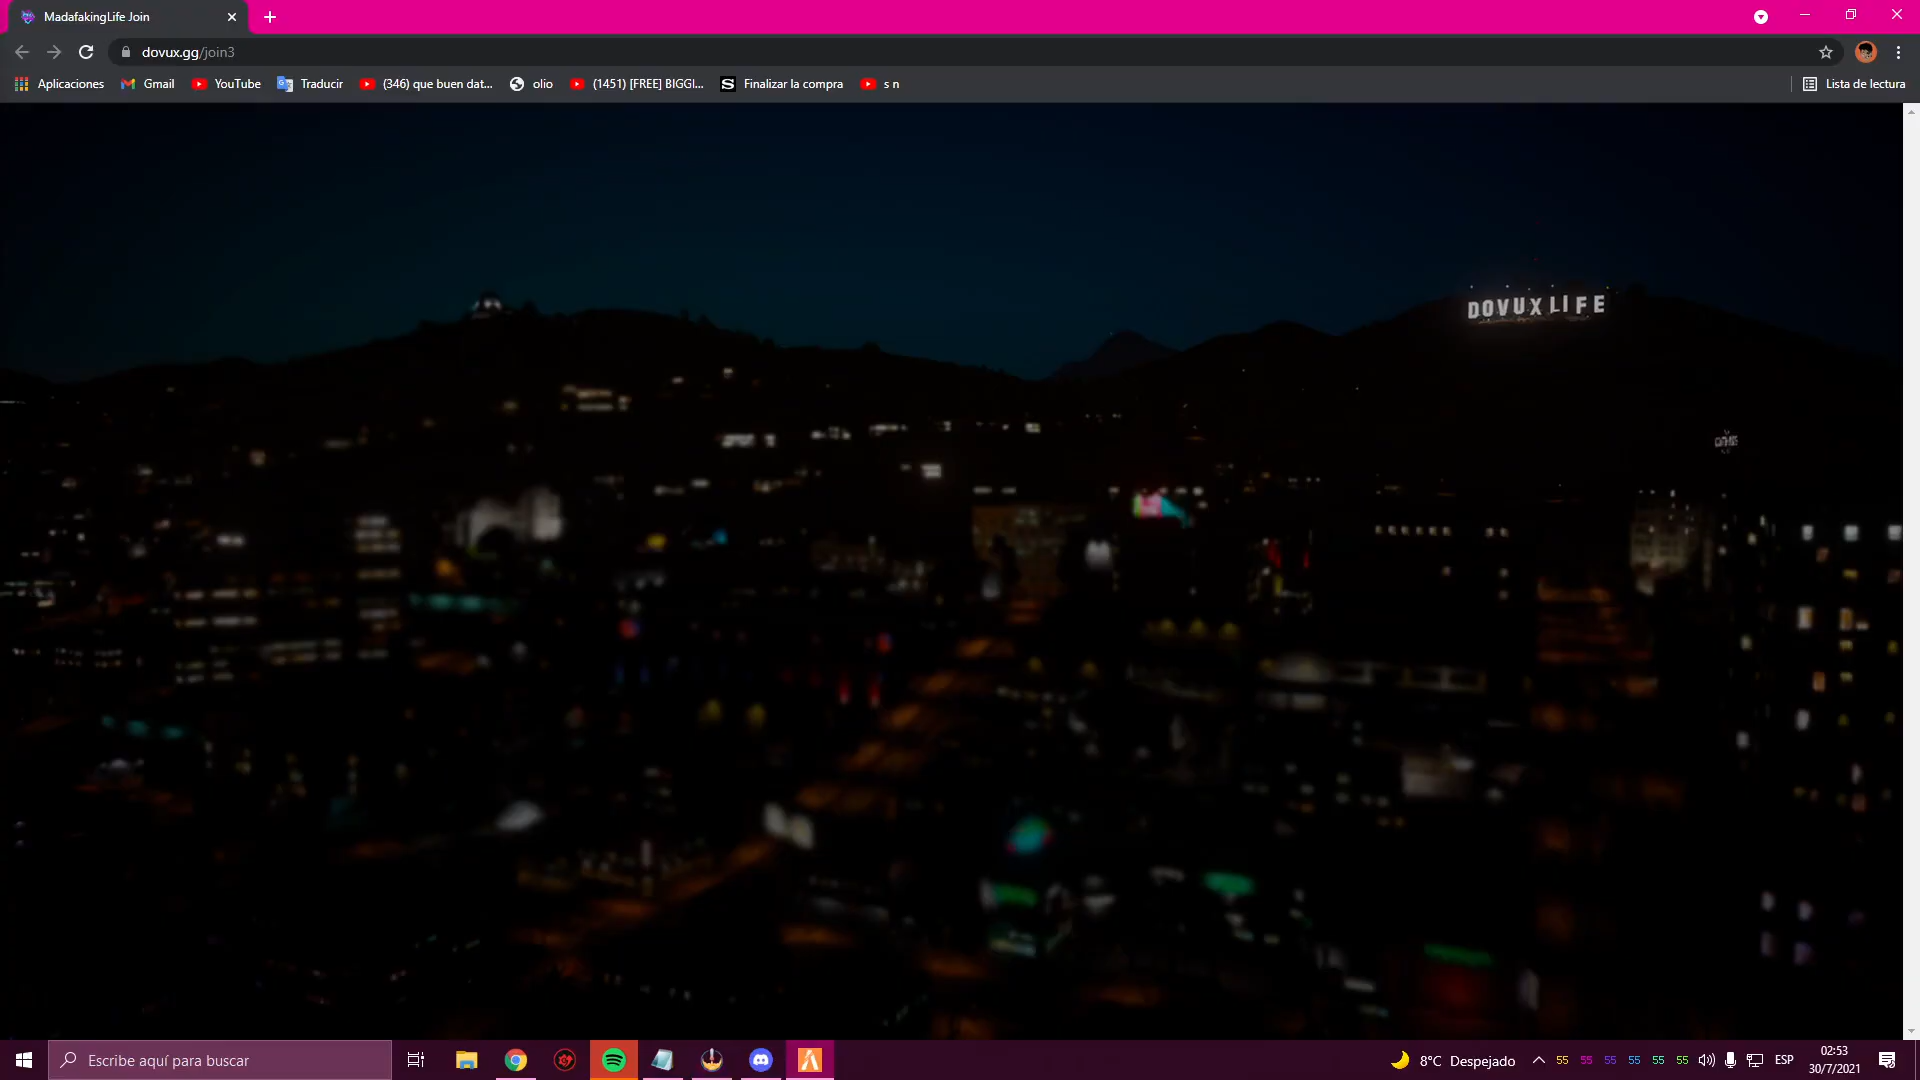 MadafakingLife Join
dovux.gg/join3
Aplicaciones
Gmail
YouTube
Traducir
(346) que buen dat...
olio
(1451) [FREE] BIGGI...
Finalizar la compra
s n
Lista de lectura
DOVUX LIFE
Escribe aquí para buscar
8°C Despejado
55 55 55 55 55 55
ESP
02:53
30/7/2021